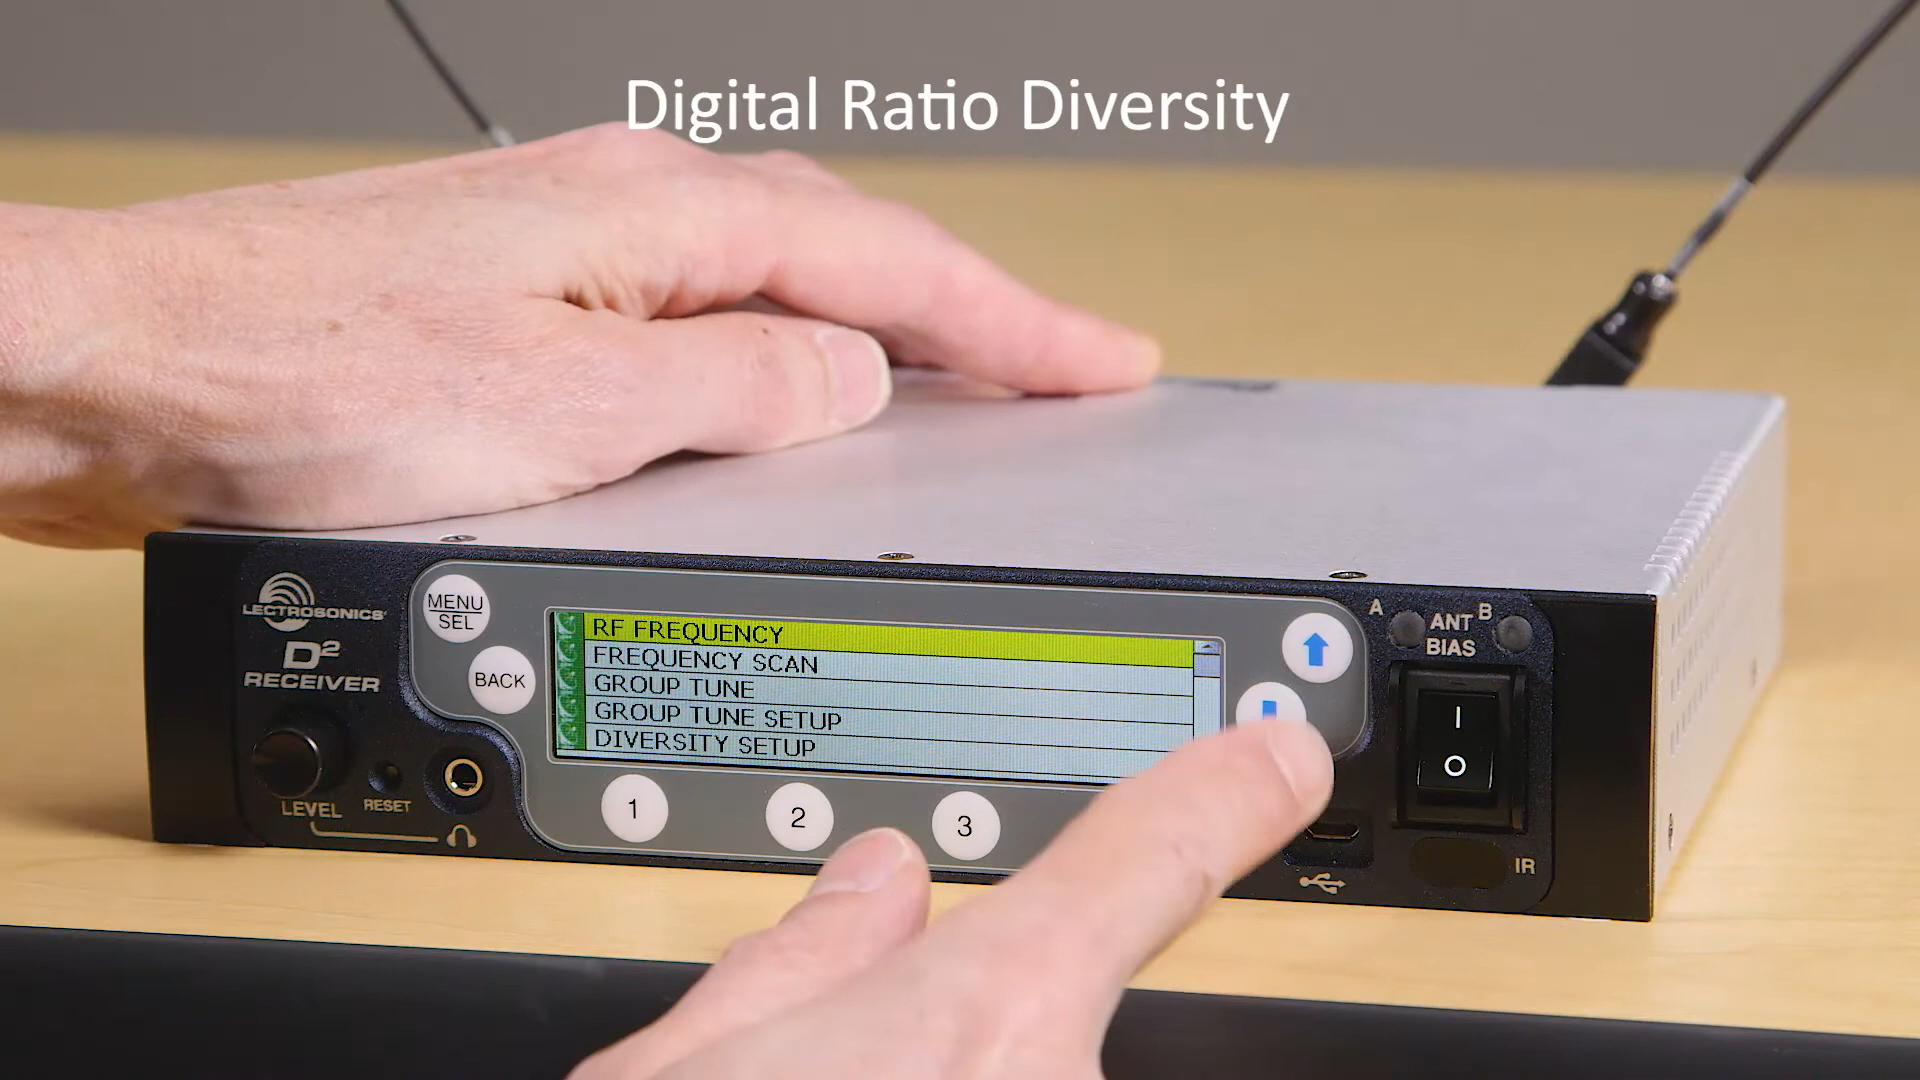 Digital Ratio Diversity
LECTROSONICS
D2
RECEIVER
MENU
SEL
BACK
RF FREQUENCY
FREQUENCY SCAN
GROUP TUNE
GROUP TUNE SETUP
DIVERSITY SETUP
A ANT B
BIAS
I
O
LEVEL
RESET
1
2
3
IR